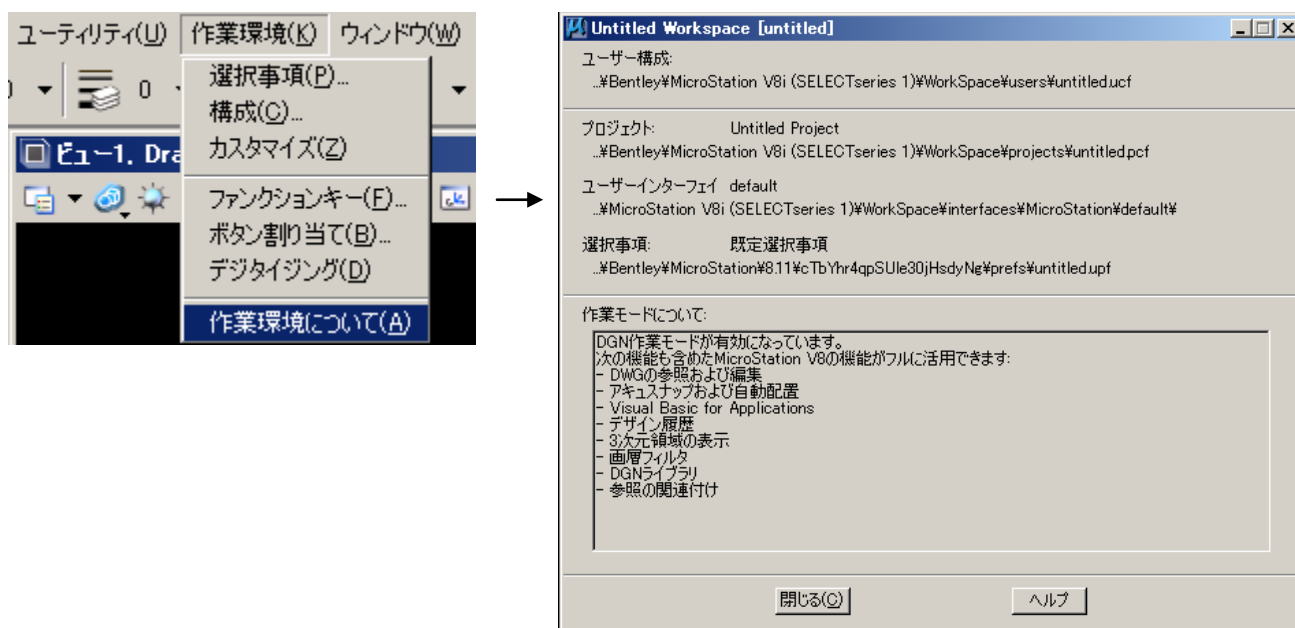 ユーティリティ(U) 作業環境(K) ウィンドウ(W)
0
選択事項(P)...
構成(C)...
カスタマイズ(Z)
ビュー1, Dra
ファンクションキー(F)...
ボタン割り当て(B)...
デジタイジング(D)
作業環境について(A)
Untitled Workspace [untitled]
ユーザー構成:
...¥Bentley¥MicroStation V8i (SELECTseries 1)¥WorkSpace¥users¥untitled.ucf
プロジェクト: Untitled Project
...¥Bentley¥MicroStation V8i (SELECTseries 1)¥WorkSpace¥projects¥untitled.pcf
ユーザーインターフェイ default
...¥MicroStation V8i (SELECTseries 1)¥WorkSpace¥interfaces¥MicroStation¥default¥
選択事項: 既定選択事項
...¥Bentley¥MicroStation¥8.11¥cTbYhr4qpSUle30jHsdyNg¥prefs¥untitled.upf
作業モードについて:
DGN作業モードが有効になっています。
次の機能も含めたMicroStation V8の機能がフルに活用できます:
- DWGの参照および編集
- アキュスナップおよび自動配置
- Visual Basic for Applications
- デザイン履歴
- 3次元領域の表示
- 画層フィルタ
- DGNライブラリ
- 参照の関連付け
閉じる(C) ヘルプ